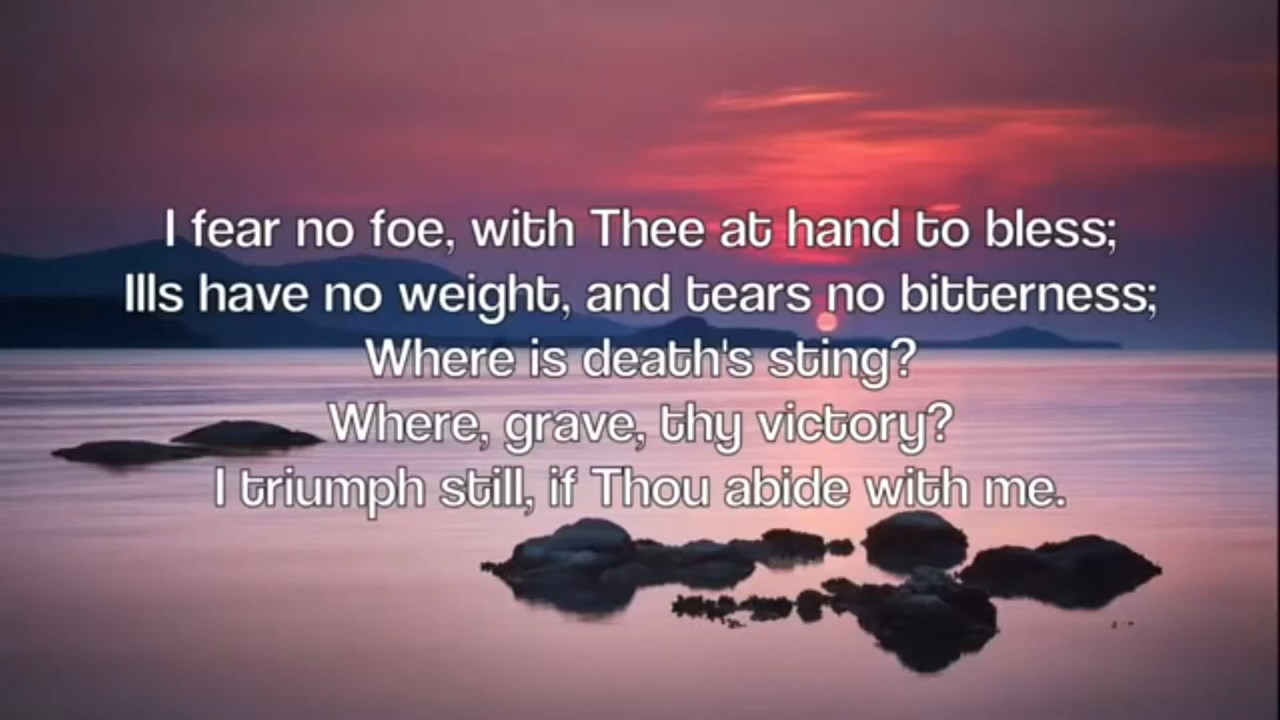 I fear no foe, with Thee at hand to bless;
Ills have no weight, and tears no bitterness;
Where is death's sting?
Where, grave, thy victory?
I triumph still, if Thou abide with me.